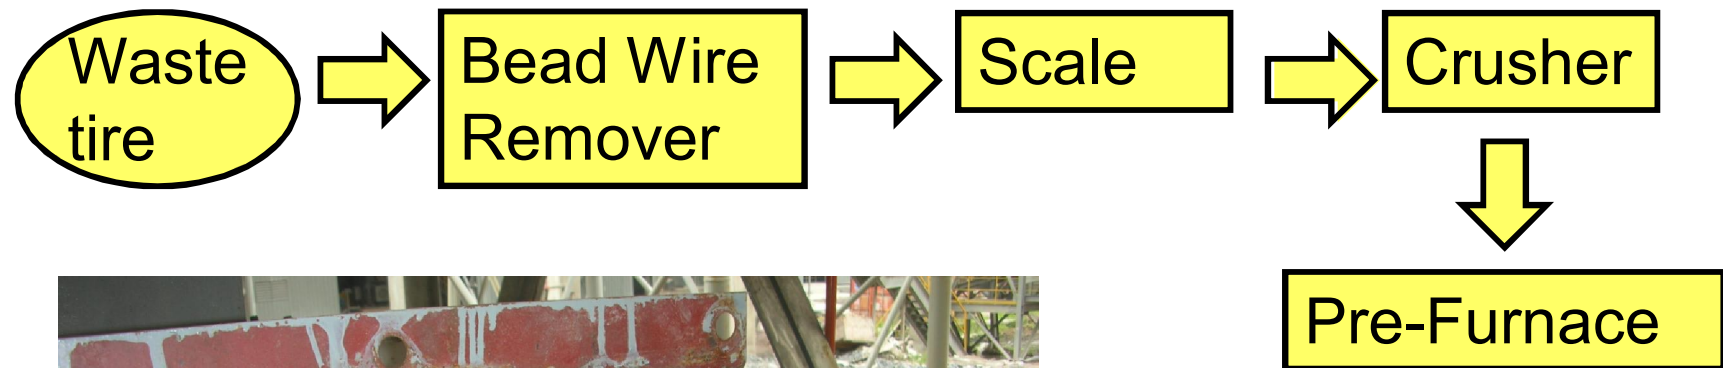 Waste
tire
Bead Wire
Remover
Scale
Crusher
Pre-Furnace